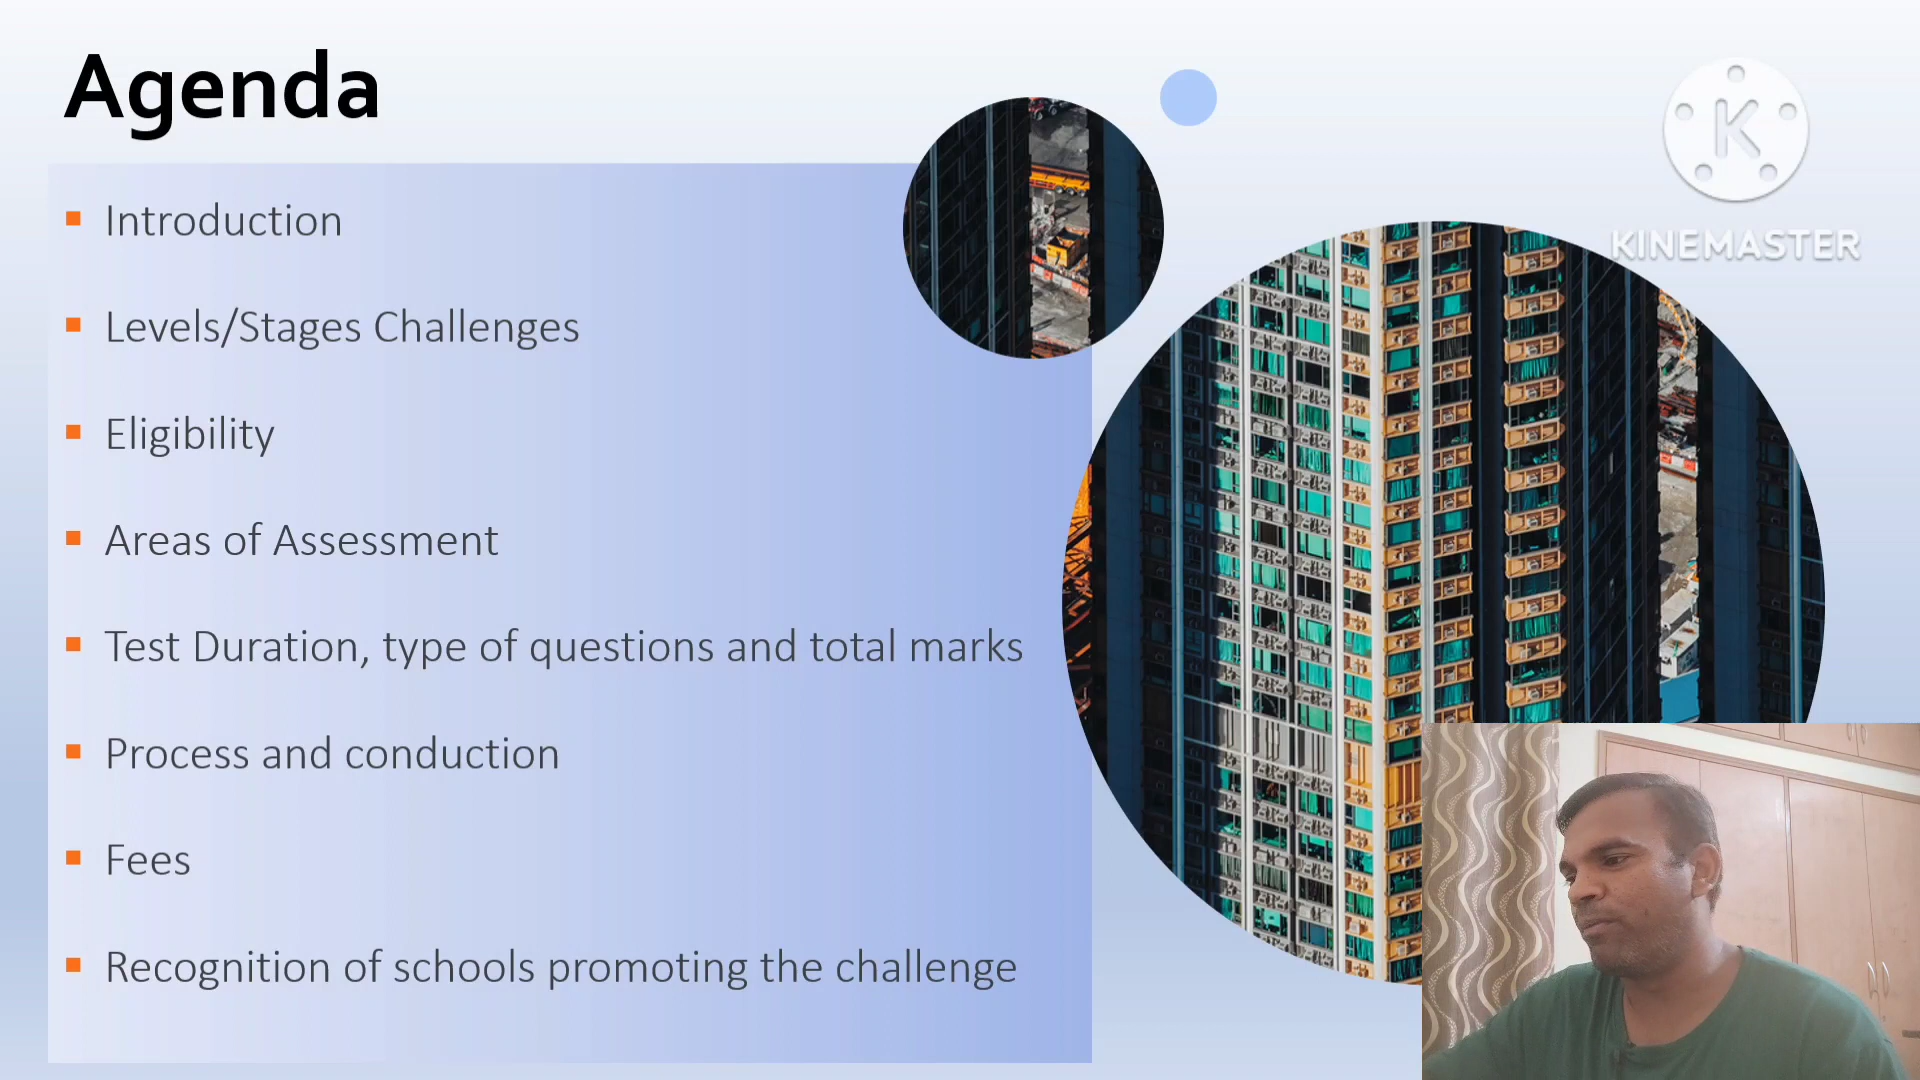 Agenda
Introduction
Levels/Stages Challenges
Eligibility
Areas of Assessment
Test Duration, type of questions and total marks
Process and conduction
Fees
Recognition of schools promoting the challenge
K
KINEMASTER